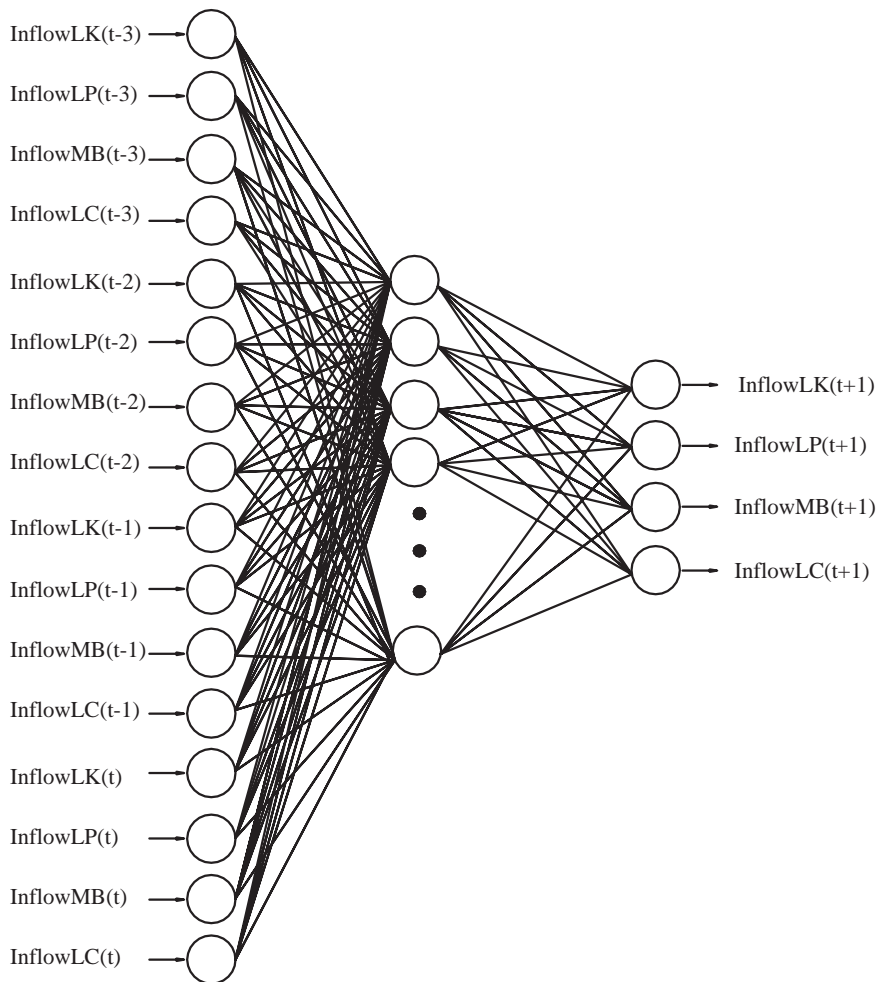 InflowLK(t-3)
InflowLP(t-3)
InflowMB(t-3)
InflowLC(t-3)
InflowLK(t-2)
InflowLP(t-2)
InflowMB(t-2)
InflowLC(t-2)
InflowLK(t-1)
InflowLP(t-1)
InflowMB(t-1)
InflowLC(t-1)
InflowLK(t)
InflowLP(t)
InflowMB(t)
InflowLC(t)
InflowLK(t+1)
InflowLP(t+1)
InflowMB(t+1)
InflowLC(t+1)